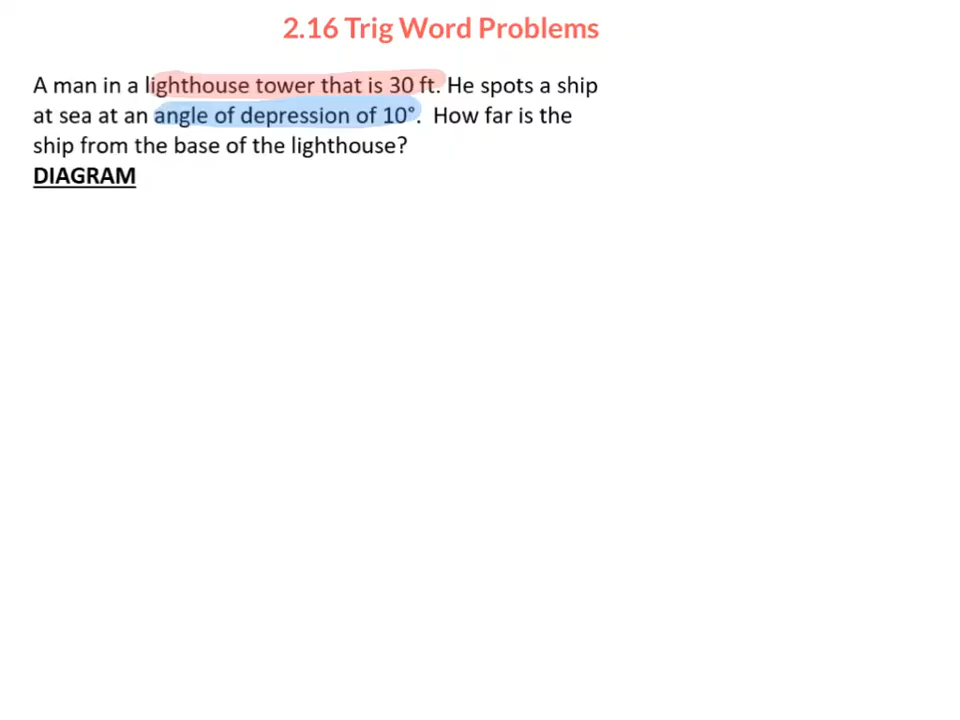 2.16 Trig Word Problems
A man in a lighthouse tower that is 30 ft. He spots a ship
at sea at an angle of depression of 10°. How far is the
ship from the base of the lighthouse?
DIAGRAM